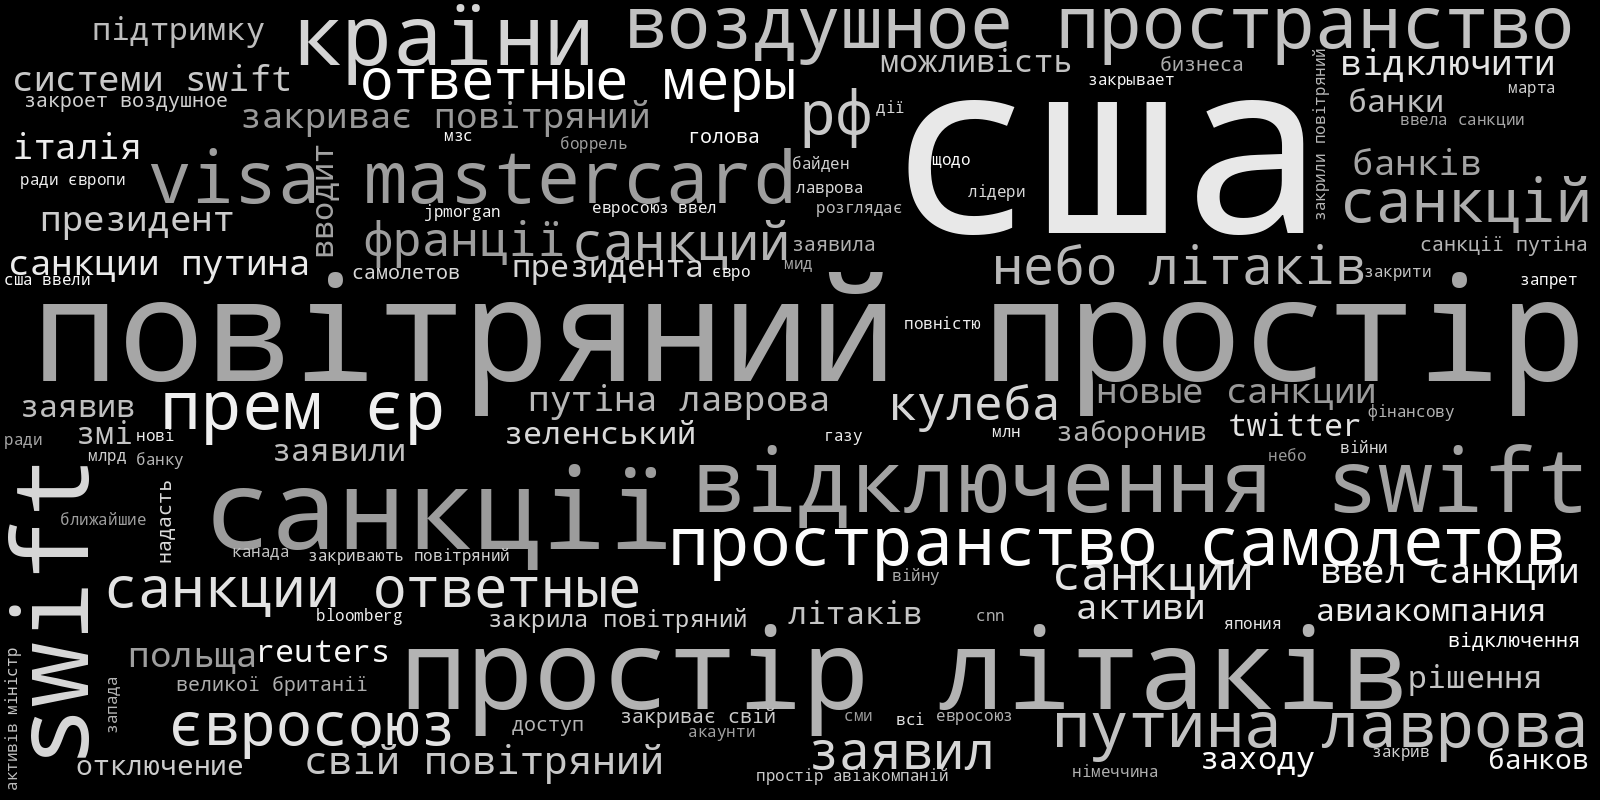 підтримку
країни
воздушное пространство
системи swift
ответные меры
можливість
бизнеса
закрывает
відключити
марта
закроет воздушное
закриває повітряний
рф
дії
сша
закрили повітряний
банки
ввела санкции
італія
мзс
боррель
голова
ради європи
visa mastercard
вводит
байден
щодо
банків
лаврова
лідери
санкцій
президент
jpmorgan
евросоюз ввел
розглядає
франції
санкций
заявила
санкції путіна
санкции путина
сша ввели
самолетов
президента
євро
мид
небо літаків
закрити
запрет
повітряний простір
повністю
заявив
прем єр
путіна лаврова
кулеба
новые санкции
фінансову
ради
змі
нові
зеленський
газу
млн
заборонив
twitter
війни
млрд
банку
заявили
небо
swift
надасть
санкції
відключення swift
ближайшие
канада
закривають повітряний
пространство самолетов
санкции ответные
війну
санкции
ввел санкции
bloomberg
закрила повітряний
літаків
cnn
активи
япония
авиакомпания
відключення
польща
reuters
простір літаків
рішення
активів міністр
запада
великої британії
євросоюз
доступ
закриває свій
акаунти
сми
всі
евросоюз
путина лаврова
отключение
свій повітряний
заявил
простір авіакомпаній
німеччина
заходу
закрив
банков